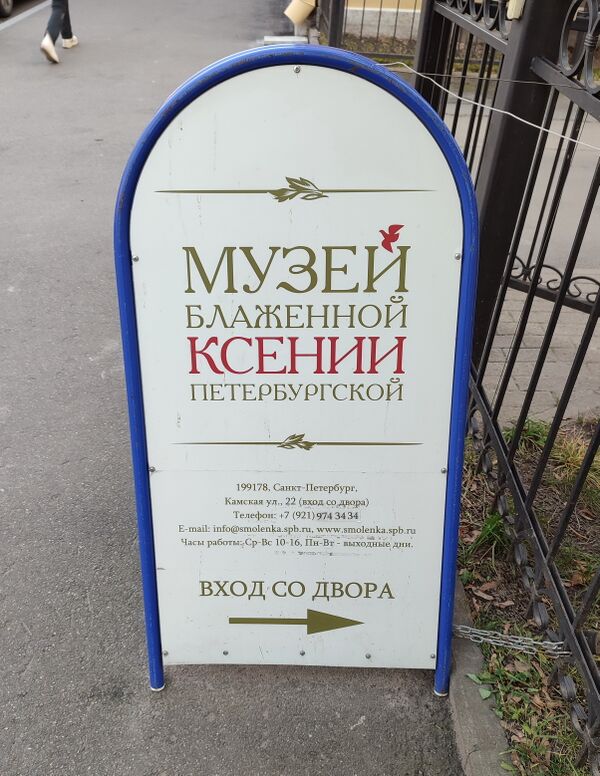 МУЗЕЙ
БЛАЖЕННОЙ
КСЕНИИ
ПЕТЕРБУРГСКОЙ
199178, Санкт-Петербург,
Камская ул., 22 (вход со двора)
Телефон: +7 (921) 974 34 34
E-mail: info@smolenka.spb.ru, www.smolenka.spb.ru
Часы работы: Ср-Вс 10-16, Пн-Вт - выходные дни.
ВХОД СО ДВОРА